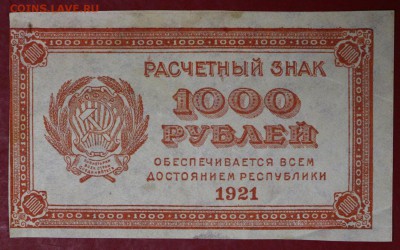 COINS.LAVE.RU
РАСЧЕТНЫЙ ЗНАК
1000
РУБЛЕЙ
ОБЕСПЕЧИВАЕТСЯ ВСЕМ
ДОСТОЯНИЕМ РЕСПУБЛИКИ
1921